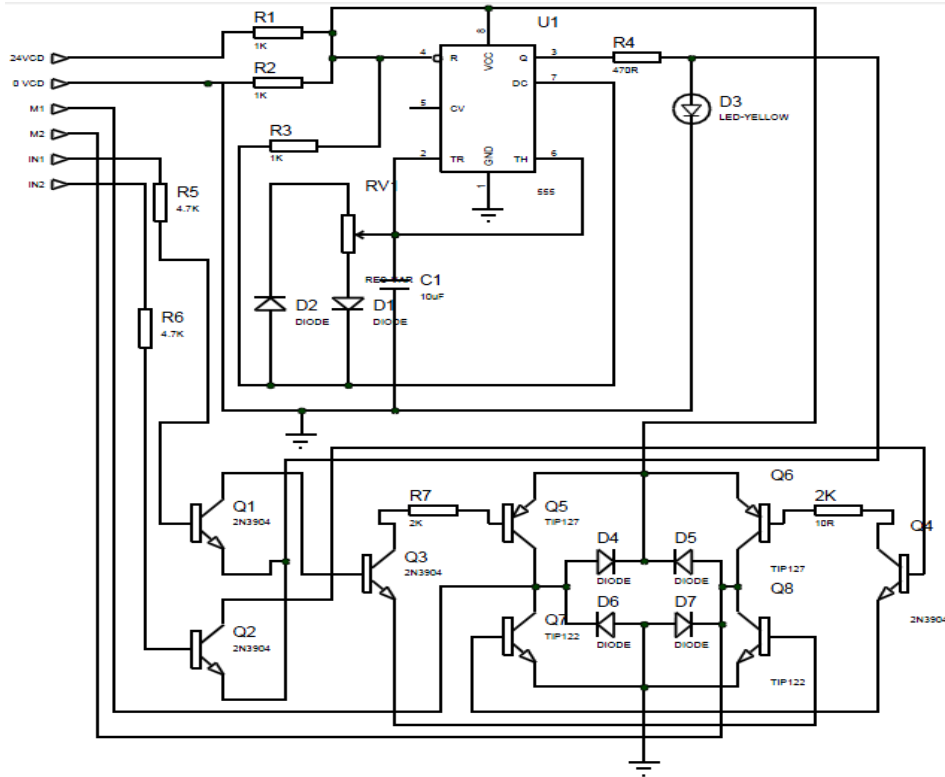 R1
1K
U1
24VCD
R2
1K
0 VCD
M1
M2
IN1
IN2
4
R
8
VCC
Q
3
DC
7
5
CV
2
TR
GND
1
TH
6
555
R4
470R
D3
LED-YELLOW
R3
1K
RV1
R5
4.7K
C1
10uF
D2
DIODE
D1
DIODE
R6
4.7K
Q1
2N3904
Q2
2N3904
R7
2K
Q3
2N3904
Q5
TIP127
Q6
TIP127
2K
10R
Q4
2N3904
D4
DIODE
D5
DIODE
D6
DIODE
D7
DIODE
Q7
TIP122
Q8
TIP122